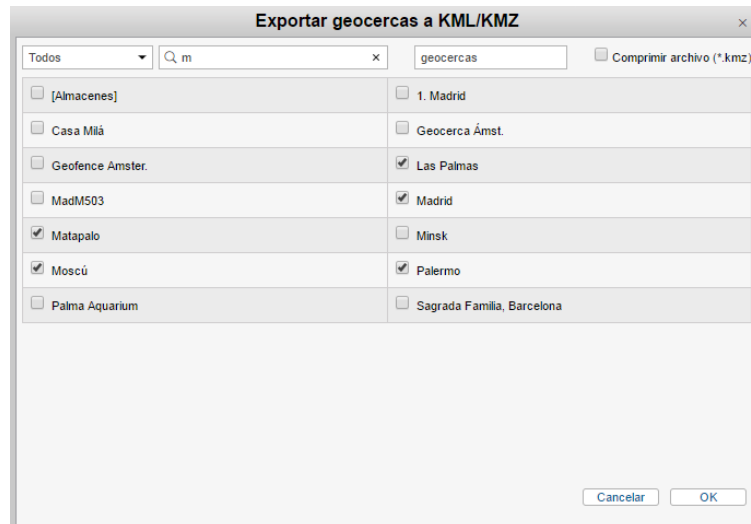 Exportar geocercas a KML/KMZ
Todos m geocercas Comprimir archivo (*.kmz)
[Almacenes] 1. Madrid
Casa Milá Geocerca Ámst.
Geofence Amster. Las Palmas
MadM503 Madrid
Matapalo Minsk
Moscú Palermo
Palma Aquarium Sagrada Familia, Barcelona
Cancelar OK